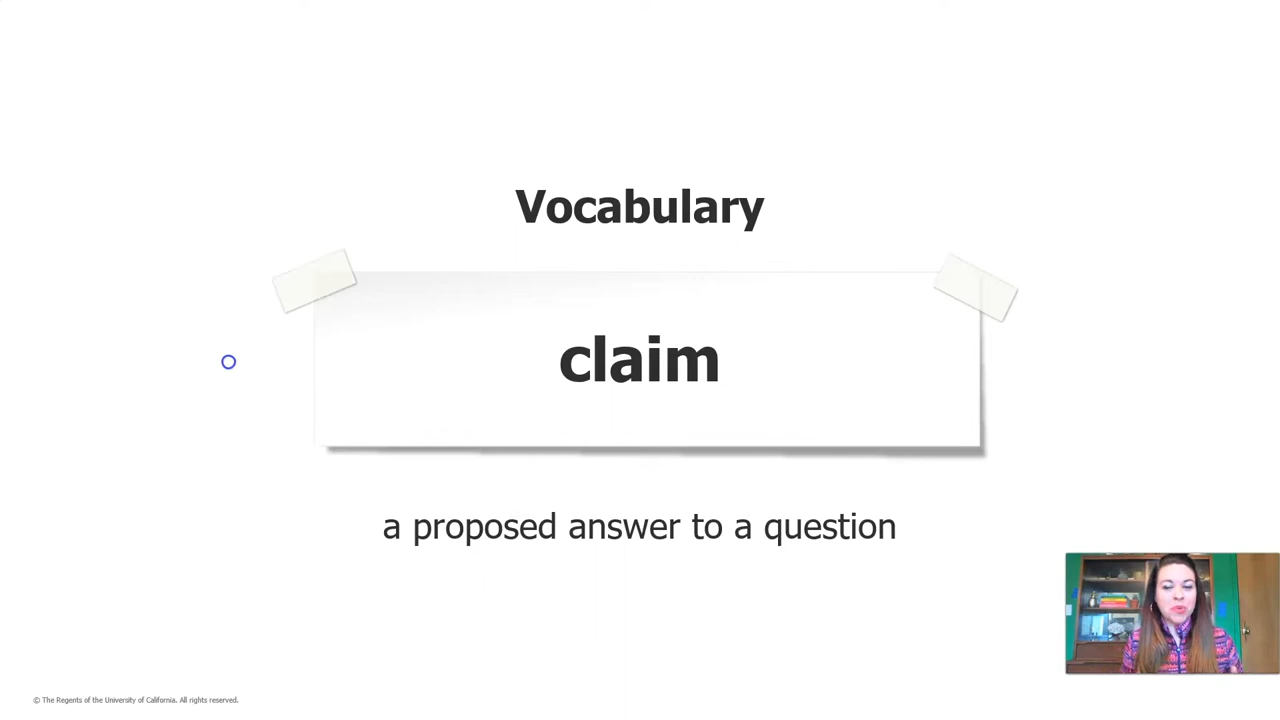 Vocabulary
claim
a proposed answer to a question
© The Regents of the University of California. All rights reserved.